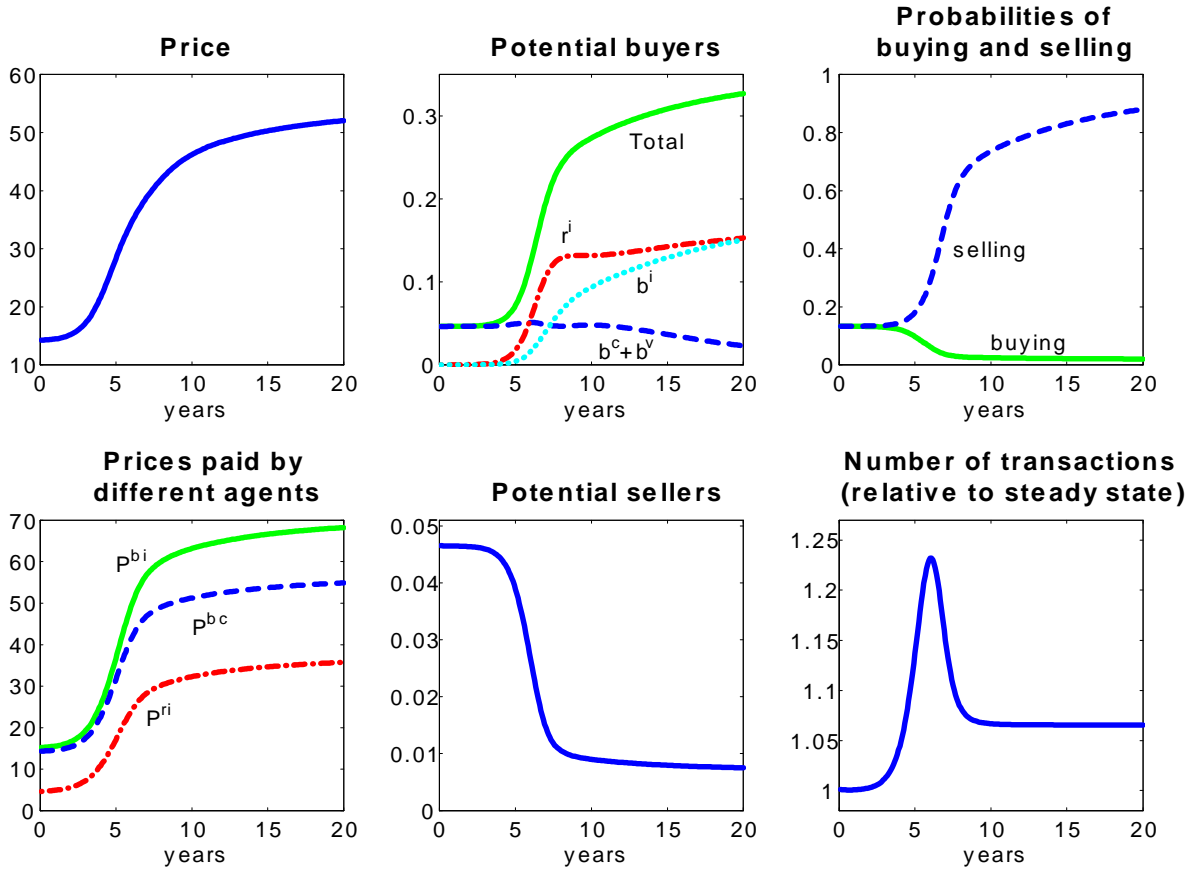 Price
60
50
40
30
20
10
0 5 10 15 20
years
Potential buyers
0.3
0.2
0.1
0
Total
r^i
b^i
b^c+b^v
0 5 10 15 20
years
Probabilities of
buying and selling
1
0.8
0.6
0.4
0.2
0
selling
buying
0 5 10 15 20
years
Prices paid by
different agents
70
60
50
40
30
20
10
0
P^bi
P^bc
P^ri
0 5 10 15 20
years
Potential sellers
0.05
0.04
0.03
0.02
0.01
0
0 5 10 15 20
years
Number of transactions
(relative to steady state)
1.25
1.2
1.15
1.1
1.05
1
0 5 10 15 20
years